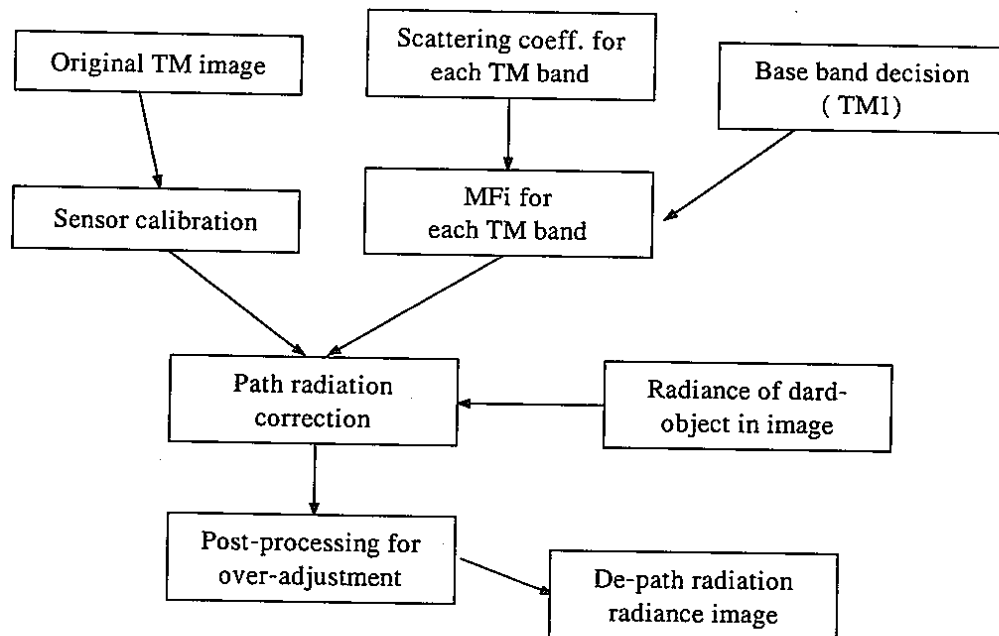 Original TM image
Scattering coeff. for
each TM band
Base band decision
( TM1)
Sensor calibration
MFi for
each TM band
Path radiation
correction
Radiance of dard-
object in image
Post-processing for
over-adjustment
De-path radiation
radiance image